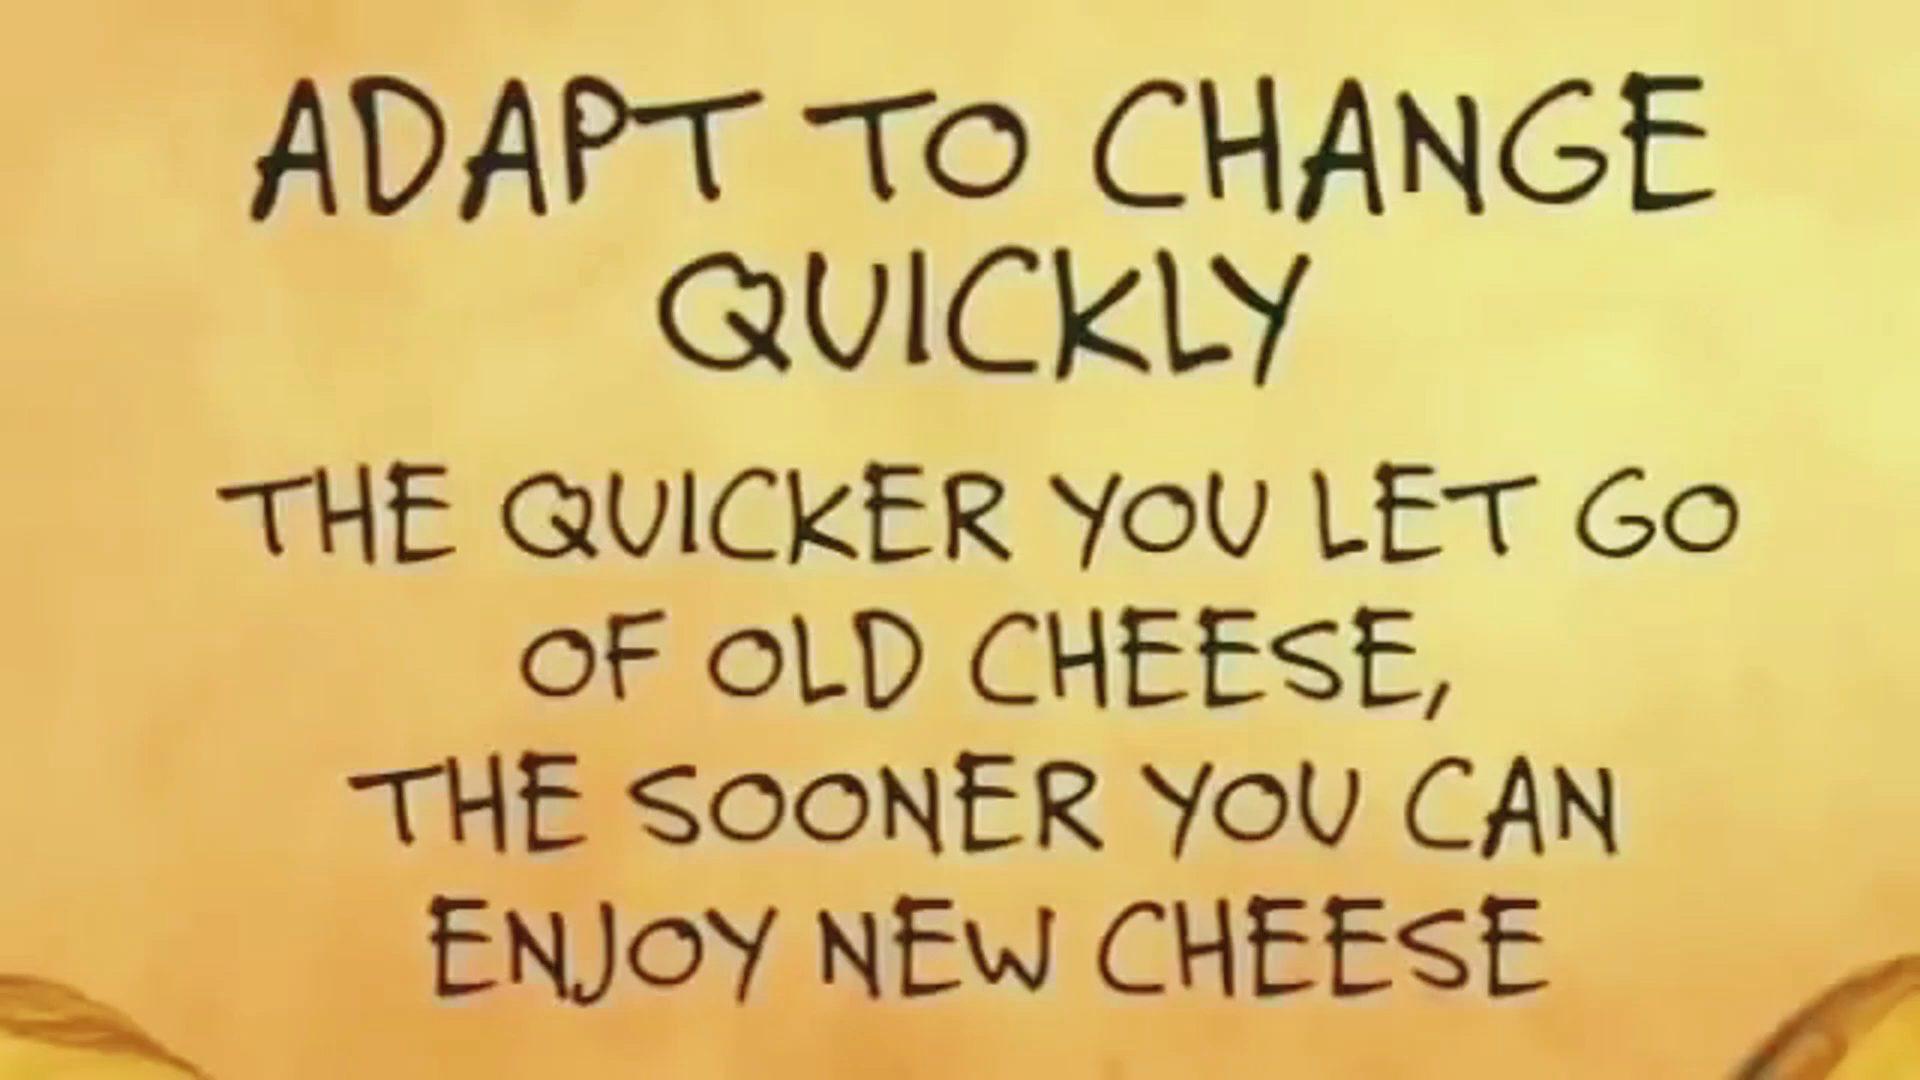 ADAPT TO CHANGE
QUICKLY
THE QUICKER YOU LET GO
OF OLD CHEESE,
THE SOONER YOU CAN
ENJOY NEW CHEESE